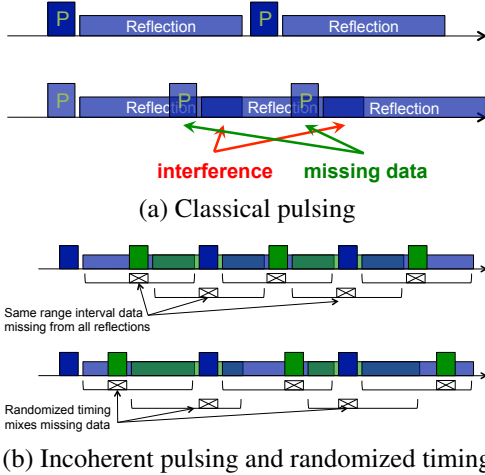 P Reflection P Reflection
P Reflection P Reflection P Reflection
interference missing data
(a) Classical pulsing
Same range interval data
missing from all reflections
Randomized timing
mixes missing data
(b) Incoherent pulsing and randomized timing